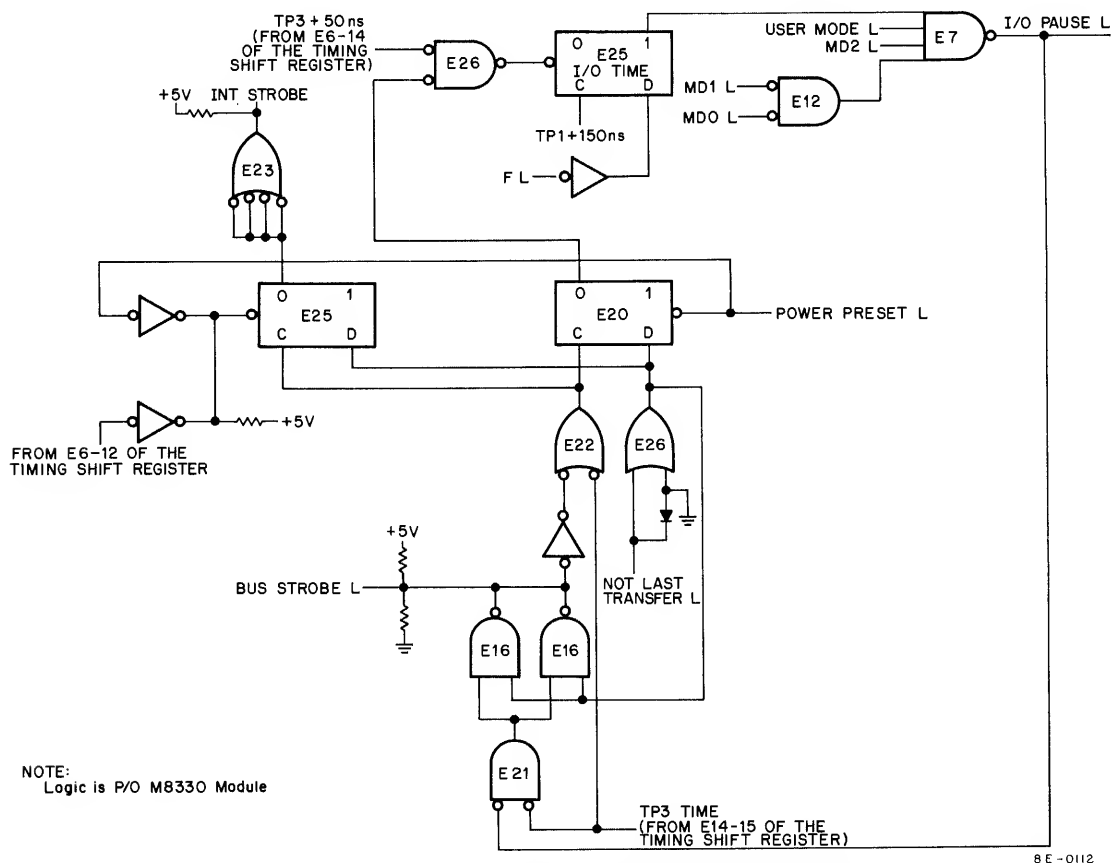 TP3 + 50ns
(FROM E6-14
OF THE TIMING
SHIFT REGISTER)
E26
0 1
E25
I/O TIME
C D
TP1+150ns
F L
USER MODE L
MD2 L
E7
I/O PAUSE L
MD1 L
MD0 L
E12
+5V
INT STROBE
E23
0 1
E25
C D
0 1
E20
C D
POWER PRESET L
+5V
FROM E6-12 OF THE
TIMING SHIFT REGISTER
E22
E26
+5V
BUS STROBE L
NOT LAST
TRANSFER L
E16
E16
E21
NOTE:
Logic is P/O M8330 Module
TP3 TIME
(FROM E14-15 OF THE
TIMING SHIFT REGISTER)
8E-0112